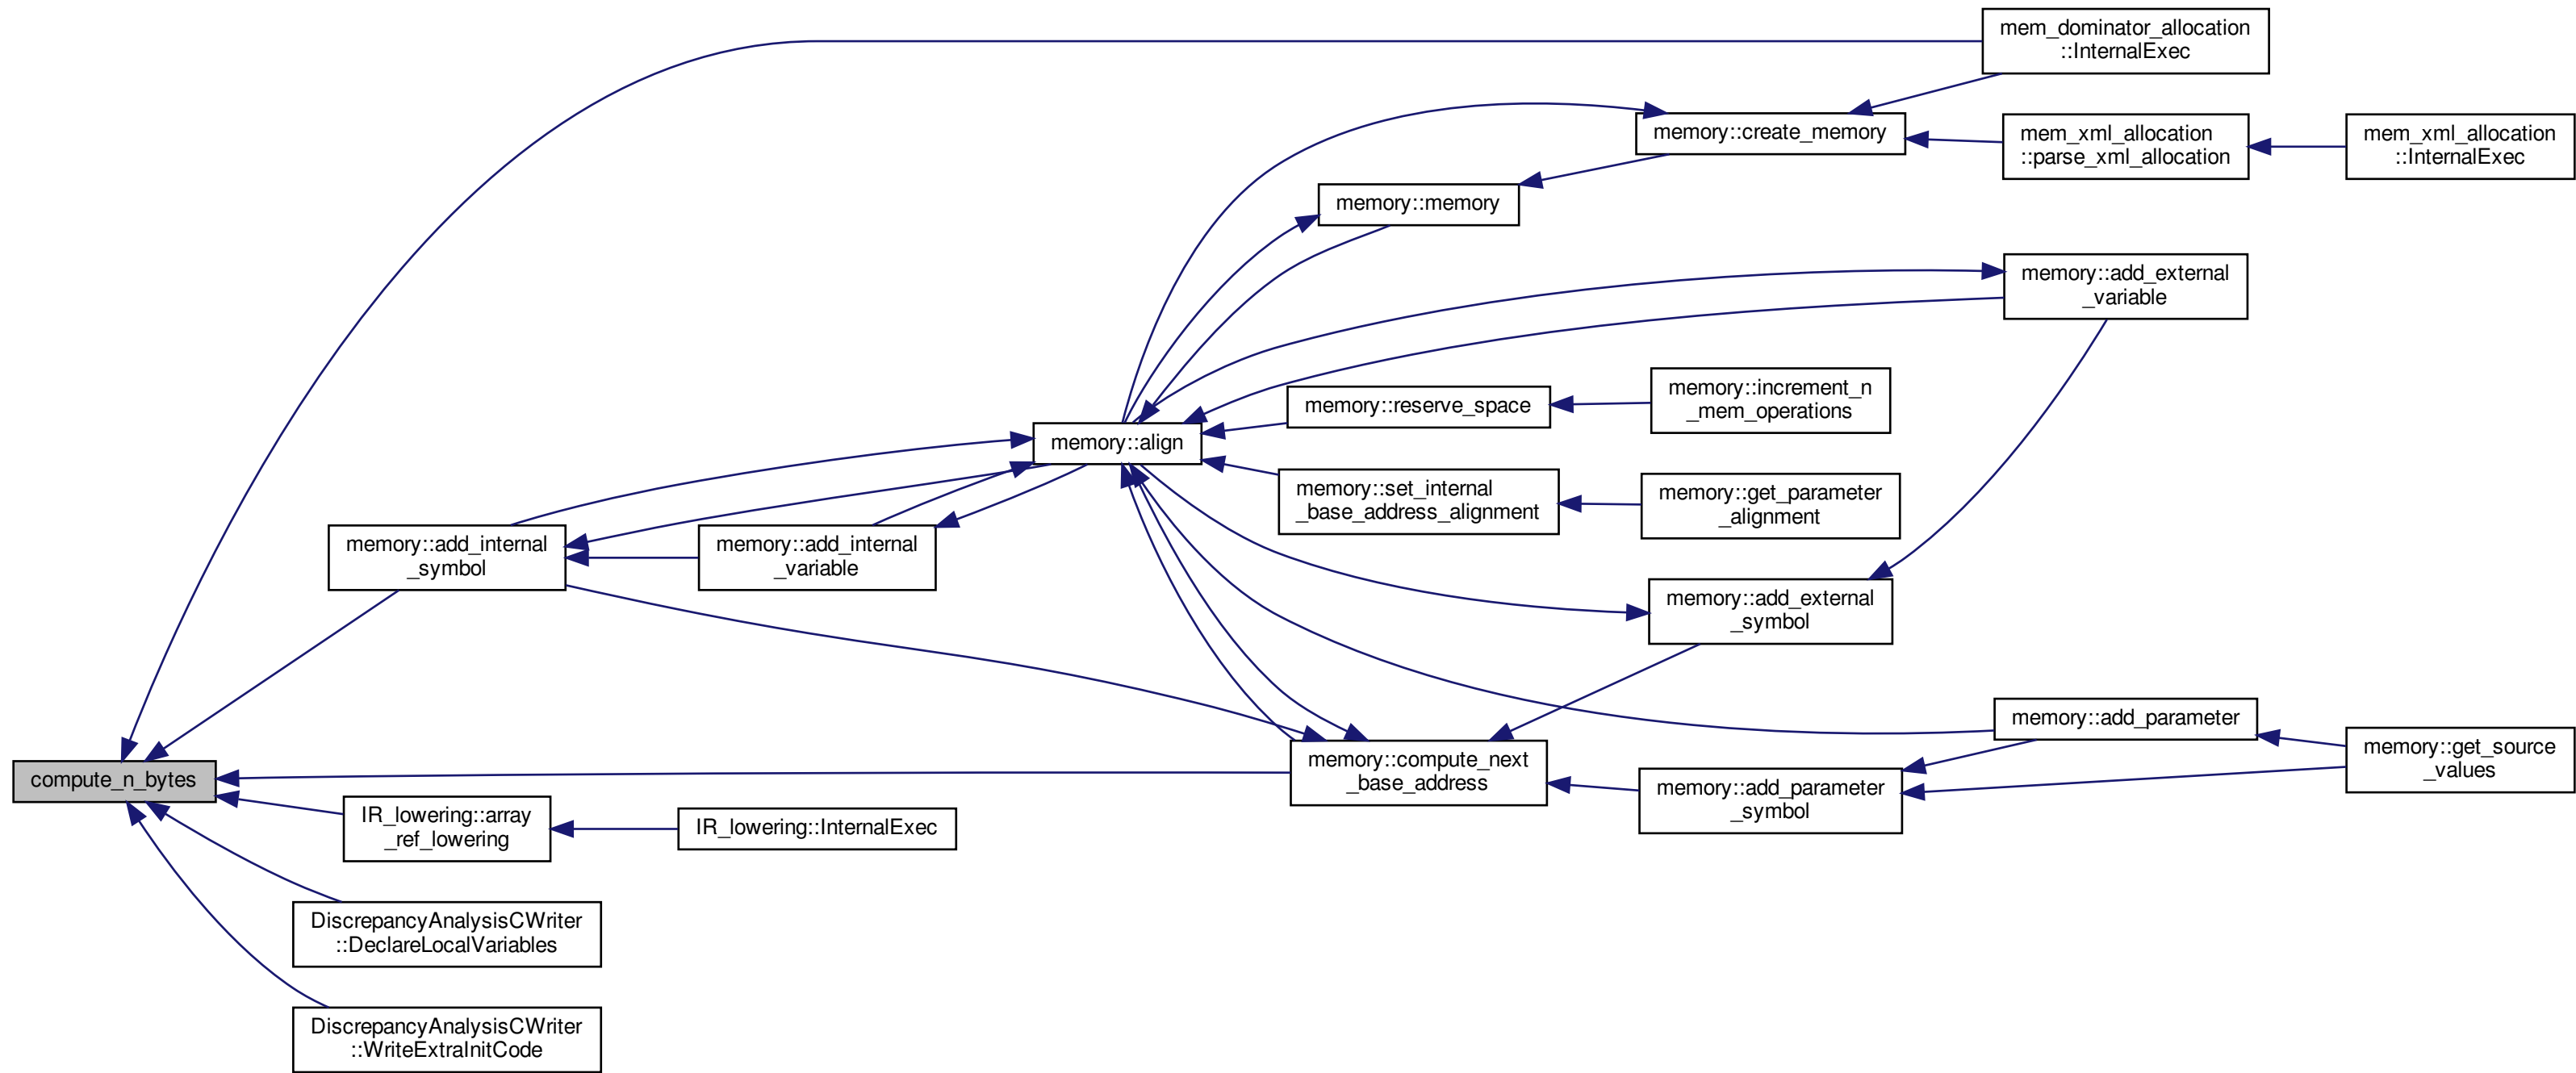 mem_dominator_allocation
::InternalExec
memory::create_memory
mem_xml_allocation
::parse_xml_allocation
mem_xml_allocation
::InternalExec
memory::memory
memory::add_external
_variable
memory::reserve_space
memory::increment_n
_mem_operations
memory::align
memory::set_internal
_base_address_alignment
memory::get_parameter
_alignment
memory::add_internal
_symbol
memory::add_internal
_variable
memory::add_external
_symbol
memory::add_parameter
memory::get_source
_values
compute_n_bytes
memory::compute_next
_base_address
memory::add_parameter
_symbol
IR_lowering::array
_ref_lowering
IR_lowering::InternalExec
DiscrepancyAnalysisCWriter
::DeclareLocalVariables
DiscrepancyAnalysisCWriter
::WriteExtraInitCode